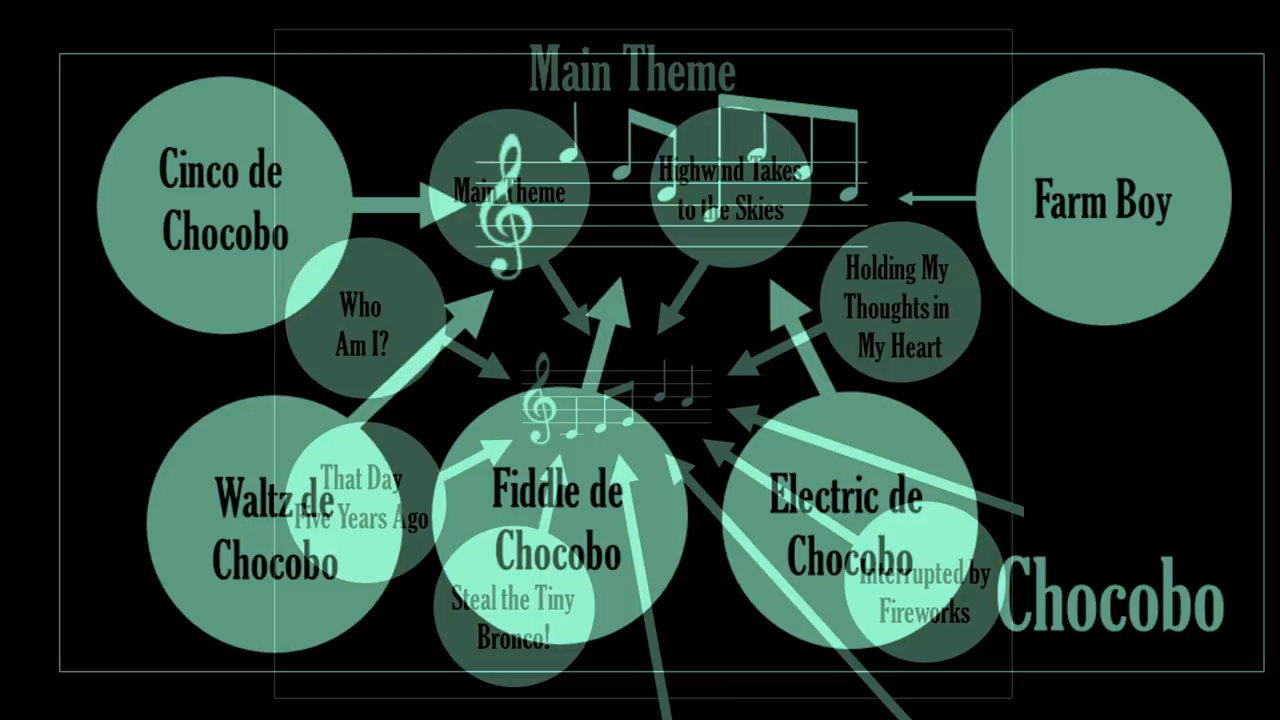 Main Theme
Cinco de
Chocobo
Main Theme
Highwind Takes
to the Skies
Farm Boy
Who
Am I?
Holding My
Thoughts in
My Heart
Waltz de
Chocobo
That Day
Five Years Ago
Fiddle de
Chocobo
Steal the Tiny
Bronco!
Electric de
Chocobo
Interrupted by
Fireworks
Chocobo